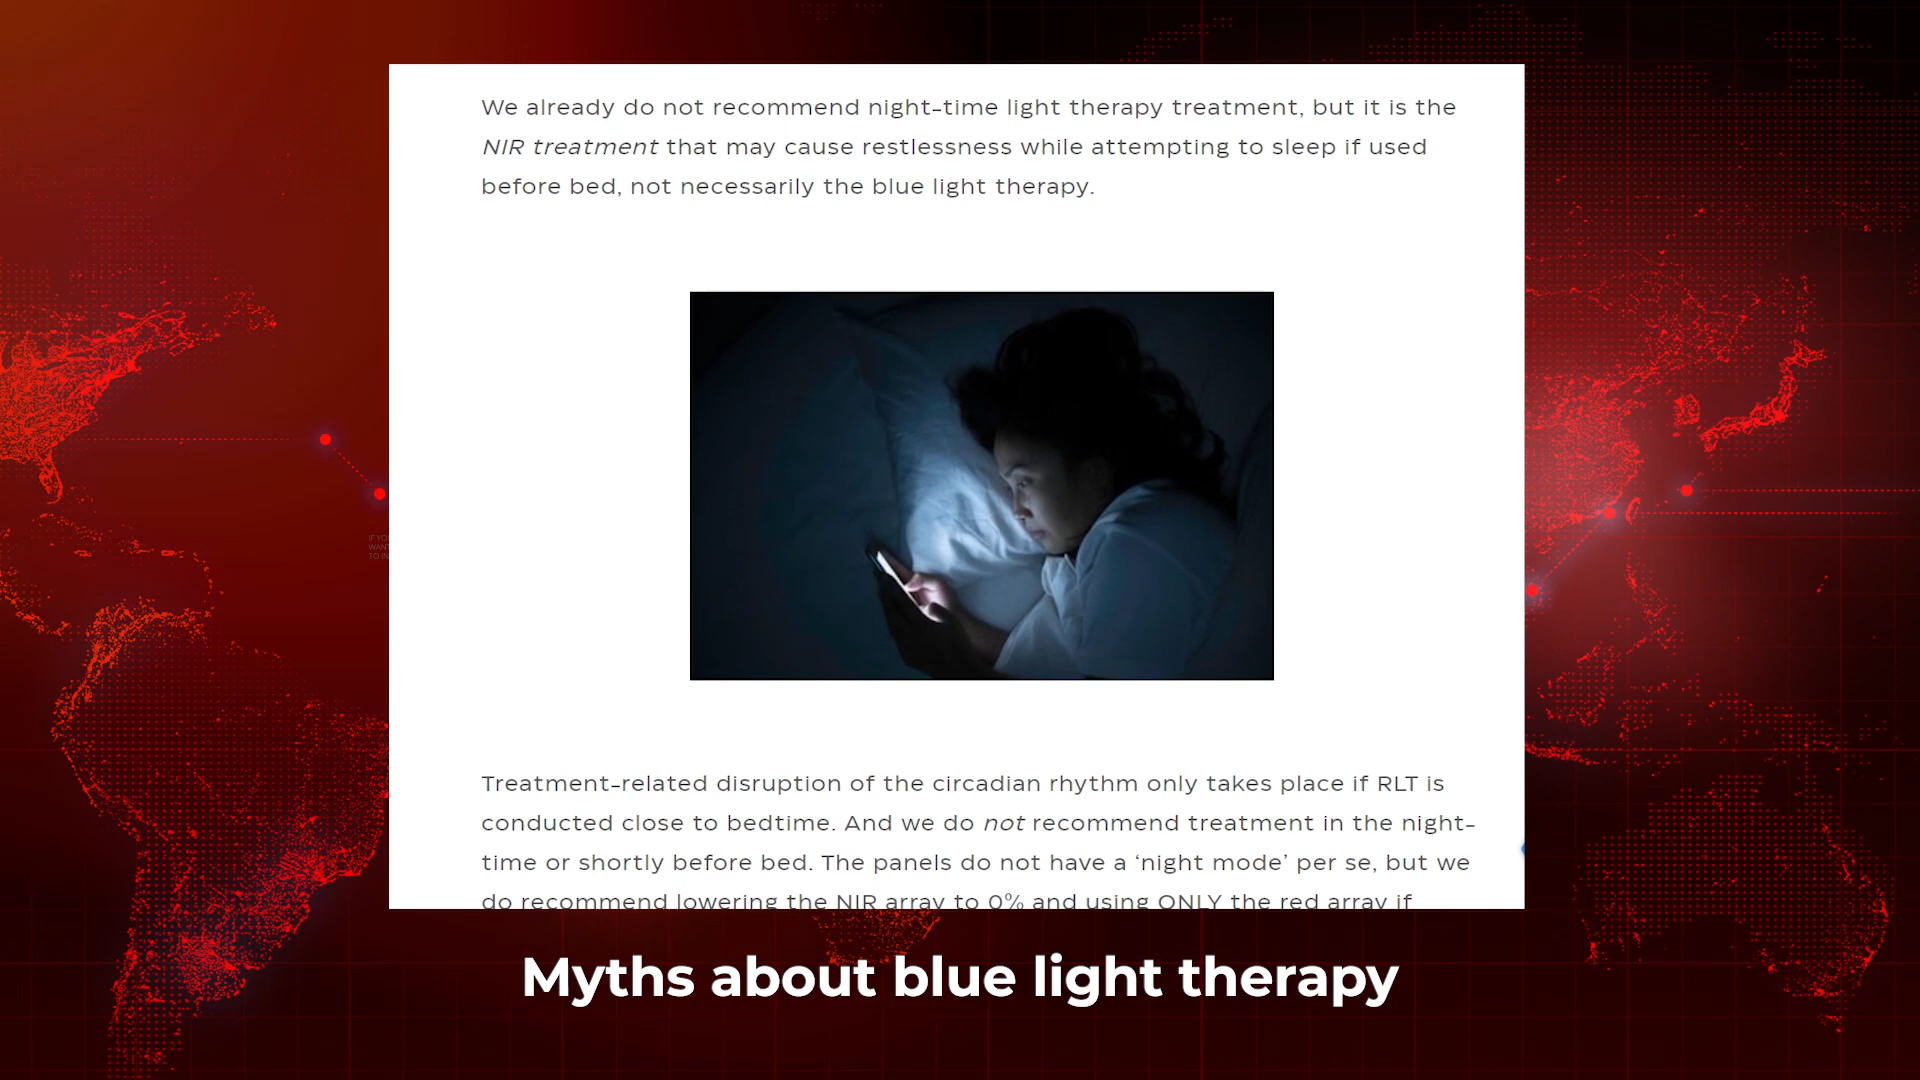 We already do not recommend night-time light therapy treatment, but it is the
NIR treatment that may cause restlessness while attempting to sleep if used
before bed, not necessarily the blue light therapy.
IF YOU
WANT
TO IN
Treatment-related disruption of the circadian rhythm only takes place if RLT is
conducted close to bedtime. And we do not recommend treatment in the night-
time or shortly before bed. The panels do not have a ‘night mode’ per se, but we
do recommend lowering the NIR array to 0% and using ONLY the red array if
Myths about blue light therapy